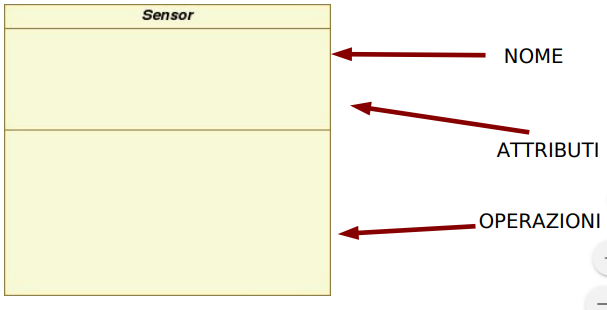 Sensor
NOME
ATTRIBUTI
OPERAZIONI